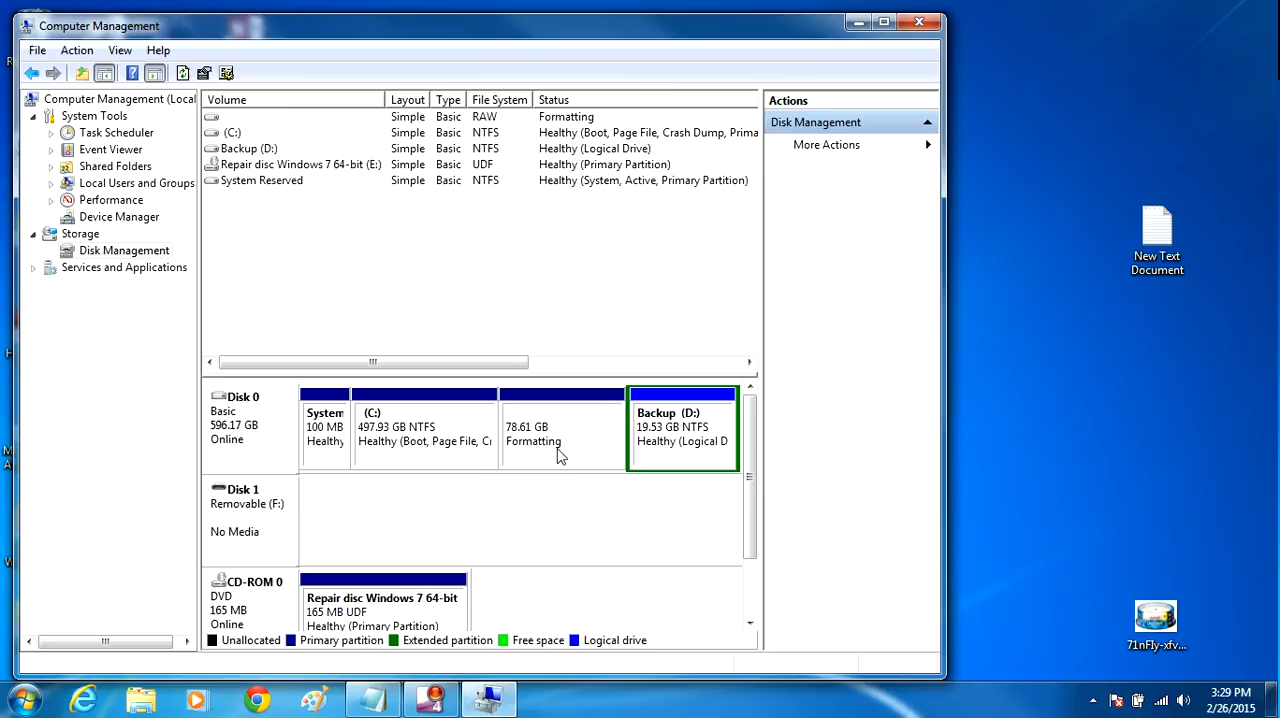 Computer Management
File Action View Help
Computer Management (Local
System Tools
Task Scheduler
Event Viewer
Shared Folders
Local Users and Groups
Performance
Device Manager
Storage
Disk Management
Services and Applications
Volume Layout Type File System Status
Simple Basic RAW Formatting
(C:) Simple Basic NTFS Healthy (Boot, Page File, Crash Dump, Prima
Backup (D:) Simple Basic NTFS Healthy (Logical Drive)
Repair disc Windows 7 64-bit (E:) Simple Basic UDF Healthy (Primary Partition)
System Reserved Simple Basic NTFS Healthy (System, Active, Primary Partition)
Actions
Disk Management
More Actions
Disk 0
Basic
596.17 GB
Online
System
100 MB
Healthy
(C:)
497.93 GB NTFS
Healthy (Boot, Page File, Cr
78.61 GB
Formatting
Backup (D:)
19.53 GB NTFS
Healthy (Logical D
Disk 1
Removable (F:)
No Media
CD-ROM 0
DVD
165 MB
Online
Repair disc Windows 7 64-bit
165 MB UDF
Healthy (Primary Partition)
Unallocated Primary partition Extended partition Free space Logical drive
New Text
Document
71nFIy-xfv...
4
3:29 PM
2/26/2015